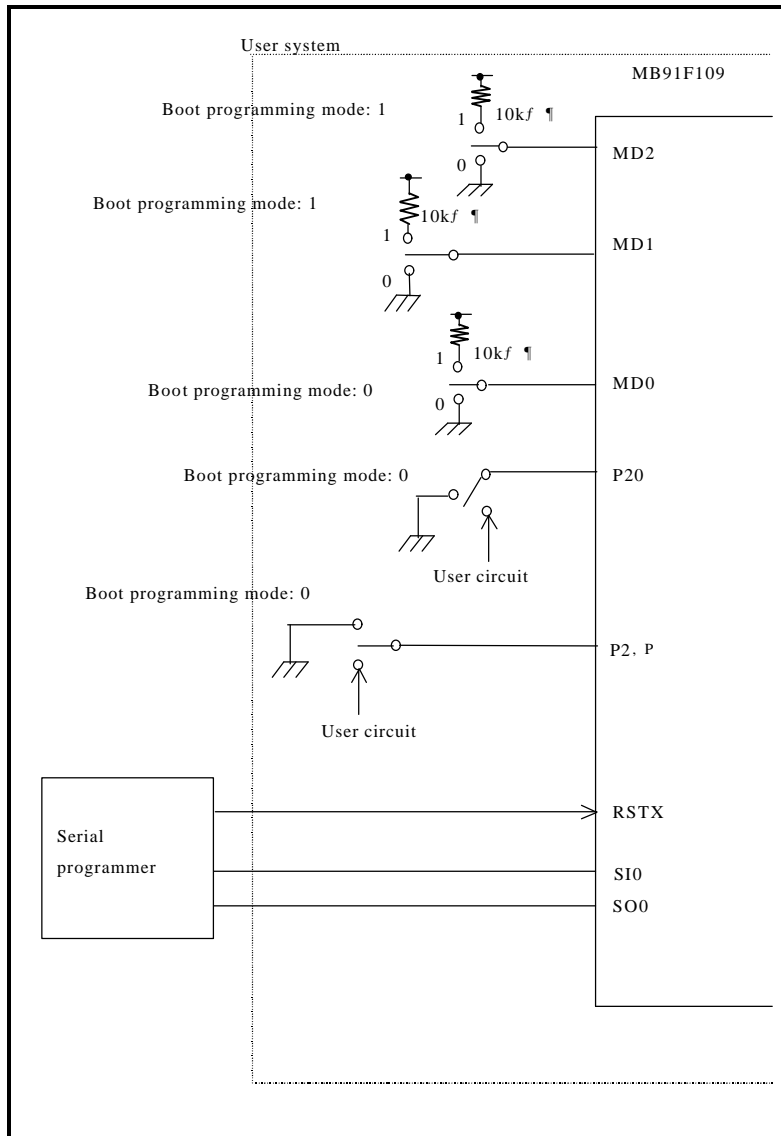 User system
MB91F109
Boot programming mode: 1
1
10kƒ ¶
0
MD2
Boot programming mode: 1
1
10kƒ ¶
0
MD1
Boot programming mode: 0
1
10kƒ ¶
0
MD0
Boot programming mode: 0
P20
User circuit
Boot programming mode: 0
P2, P
User circuit
Serial
programmer
RSTX
SI0
SO0